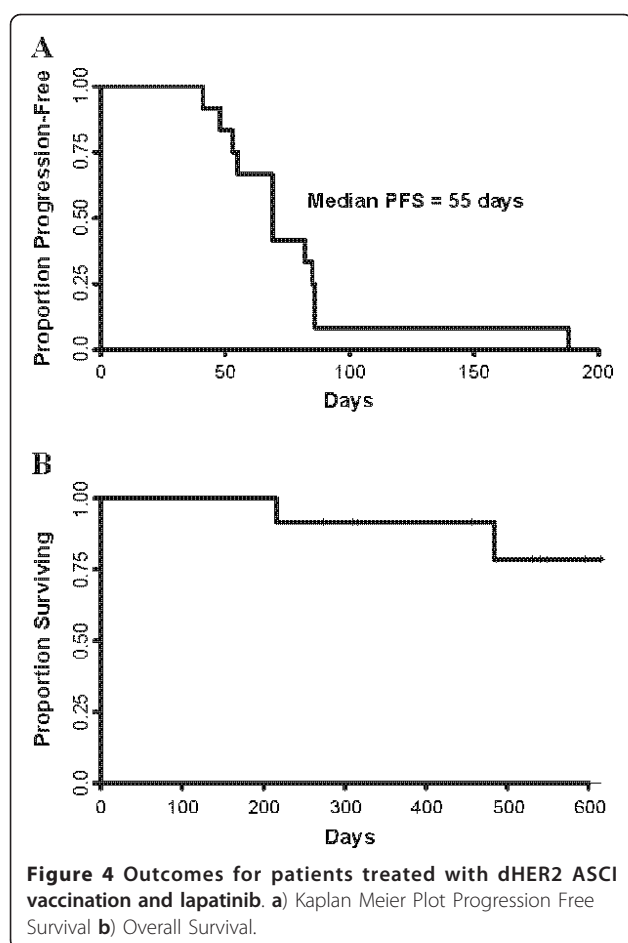 A
Proportion Progression-Free
1.00
0.75
0.50
0.25
0.0
Median PFS = 55 days
0 50 100 150 200
Days
B
Proportion Surviving
1.00
0.75
0.50
0.25
0.0
0 100 200 300 400 500 600
Days
Figure 4 Outcomes for patients treated with dHER2 ASCI
vaccination and lapatinib. a) Kaplan Meier Plot Progression Free
Survival b) Overall Survival.